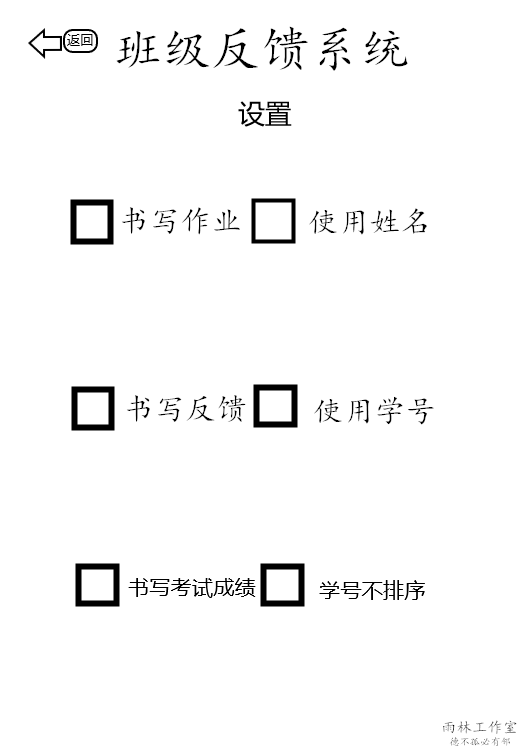 返回
班级反馈系统
设置
书写作业 使用姓名
书写反馈 使用学号
书写考试成绩 学号不排序
雨林工作室
德不孤必有邻